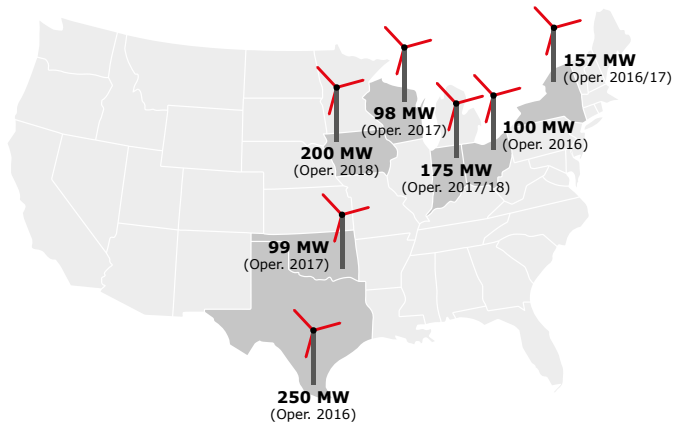 157 MW
(Oper. 2016/17)
98 MW
(Oper. 2017)
100 MW
(Oper. 2016)
200 MW
(Oper. 2018)
175 MW
(Oper. 2017/18)
99 MW
(Oper. 2017)
250 MW
(Oper. 2016)